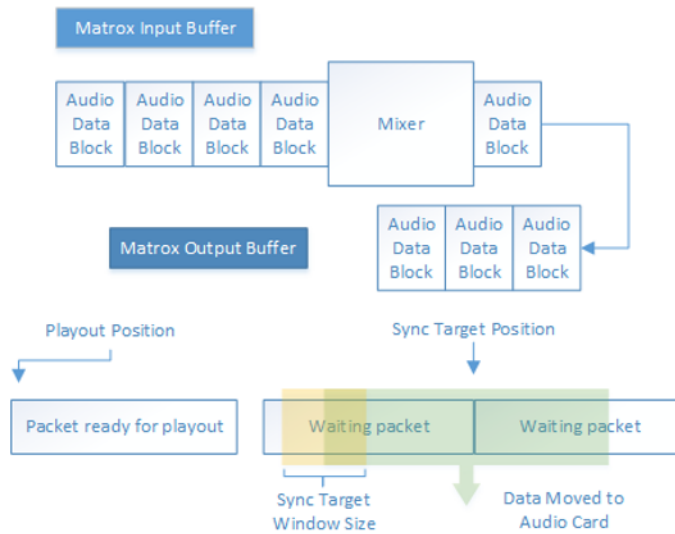 Matrox Input Buffer
Audio Audio Audio Audio Audio
Data Data Data Data Mixer Data
Block Block Block Block Block
Audio Audio Audio
Matrox Output Buffer Data Data Data
Block Block Block
Playout Position Sync Target Position
Packet ready for playout Waiting packet Waiting packet
Sync Target Data Moved to
Window Size Audio Card